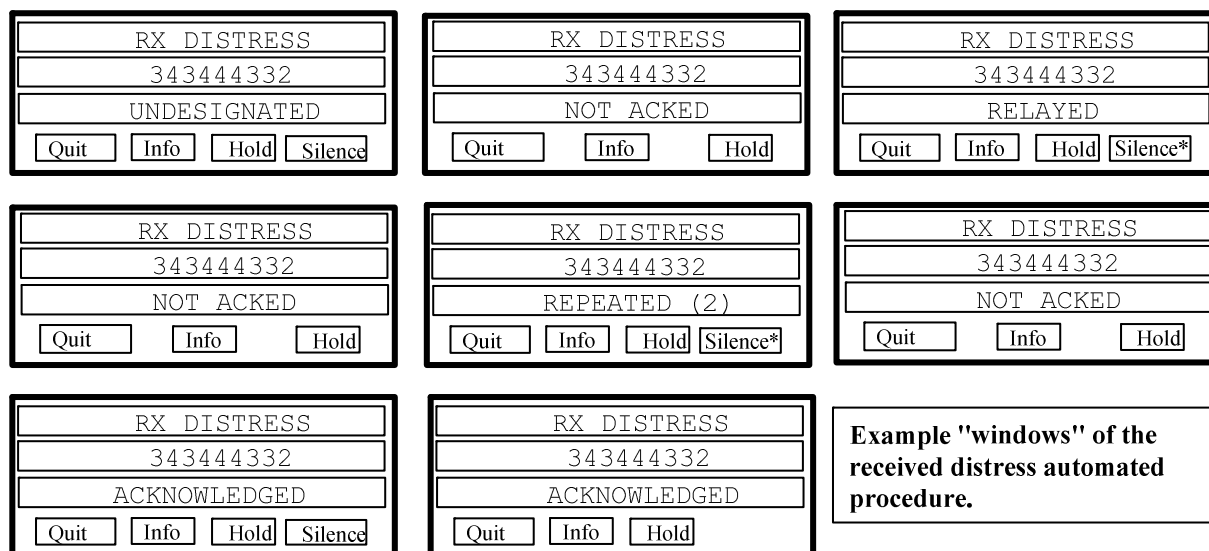 RX DISTRESS
343444332
UNDESIGNATED
Quit Info Hold Silence
RX DISTRESS
343444332
NOT ACKED
Quit Info Hold
RX DISTRESS
343444332
RELAYED
Quit Info Hold Silence*
RX DISTRESS
343444332
NOT ACKED
Quit Info Hold
RX DISTRESS
343444332
REPEATED (2)
Quit Info Hold Silence*
RX DISTRESS
343444332
NOT ACKED
Quit Info Hold
RX DISTRESS
343444332
ACKNOWLEDGED
Quit Info Hold Silence
RX DISTRESS
343444332
ACKNOWLEDGED
Quit Info Hold
Example "windows" of the
received distress automated
procedure.